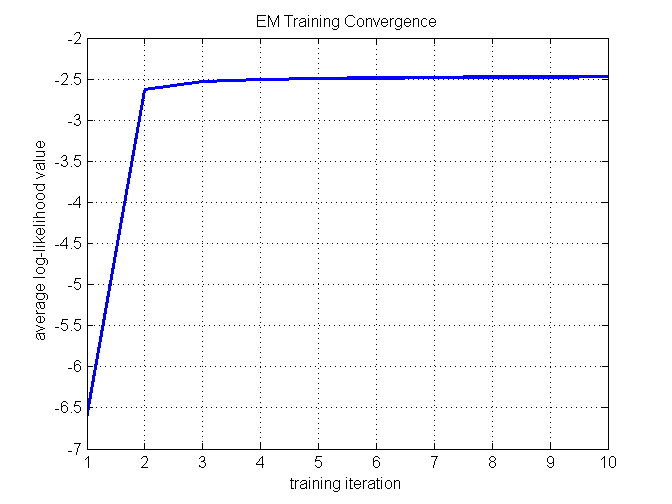 EM Training Convergence
average log-likelihood value
-2
-2.5
-3
-3.5
-4
-4.5
-5
-5.5
-6
-6.5
-7
1 2 3 4 5 6 7 8 9 10
training iteration